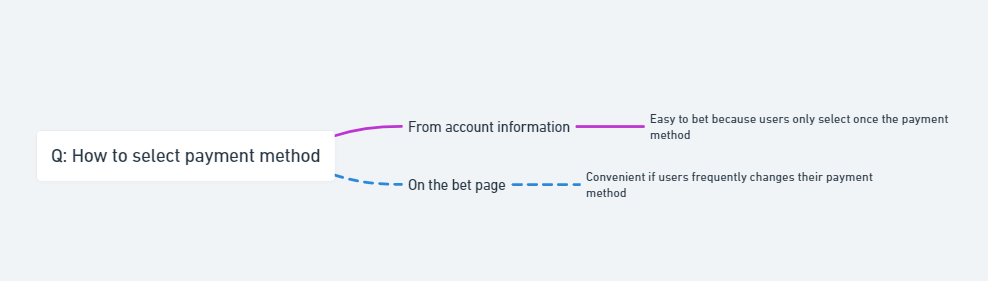 Q: How to select payment method
From account information
Easy to bet because users only select once the payment
method
On the bet page
Convenient if users frequently changes their payment
method